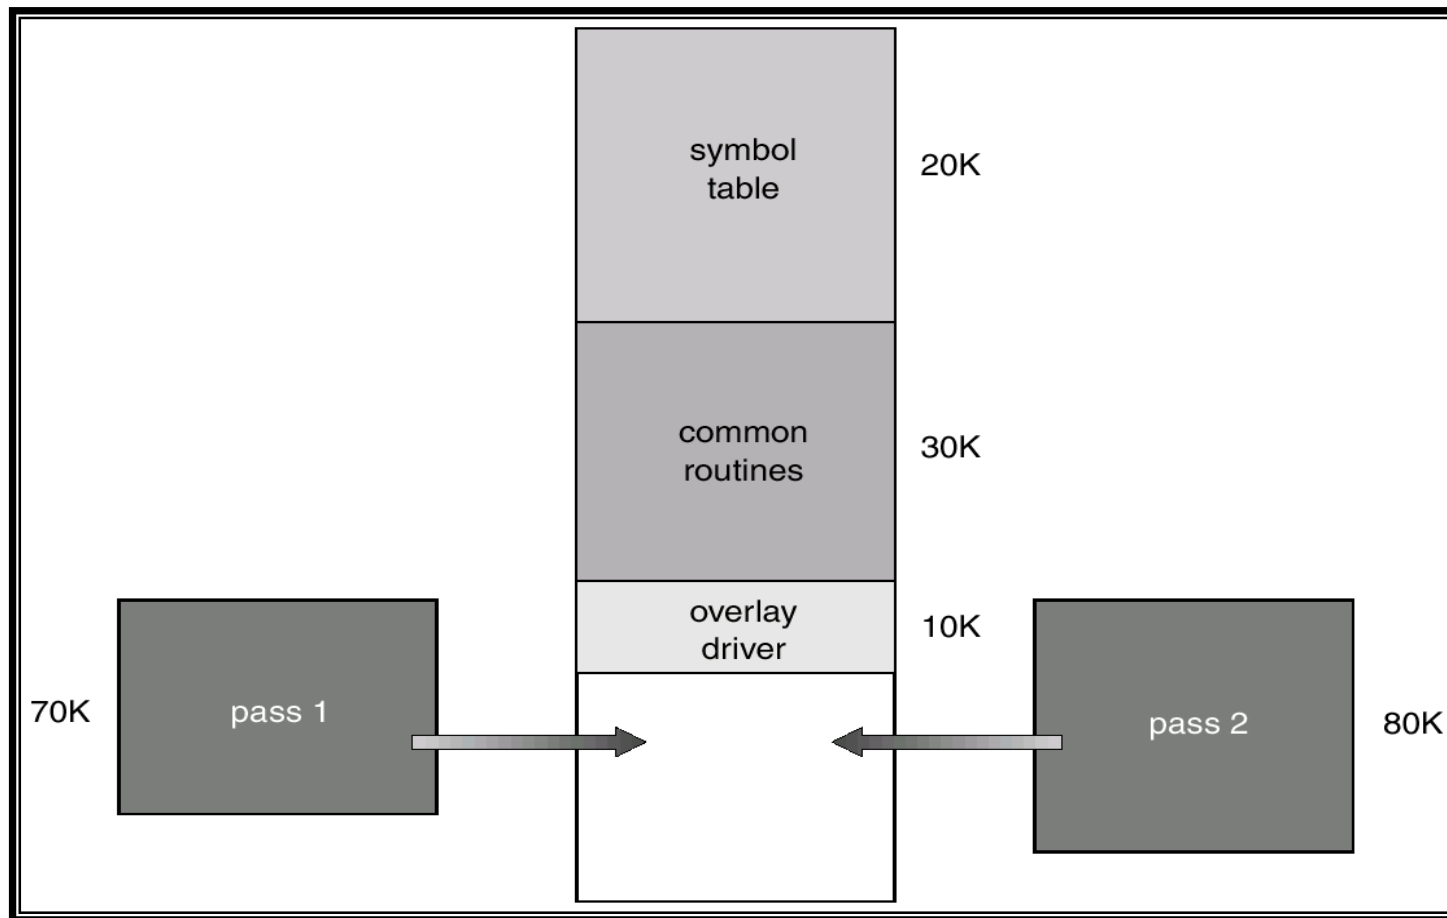 symbol
table
20K
common
routines
30K
overlay
driver
10K
70K
pass 1
pass 2
80K